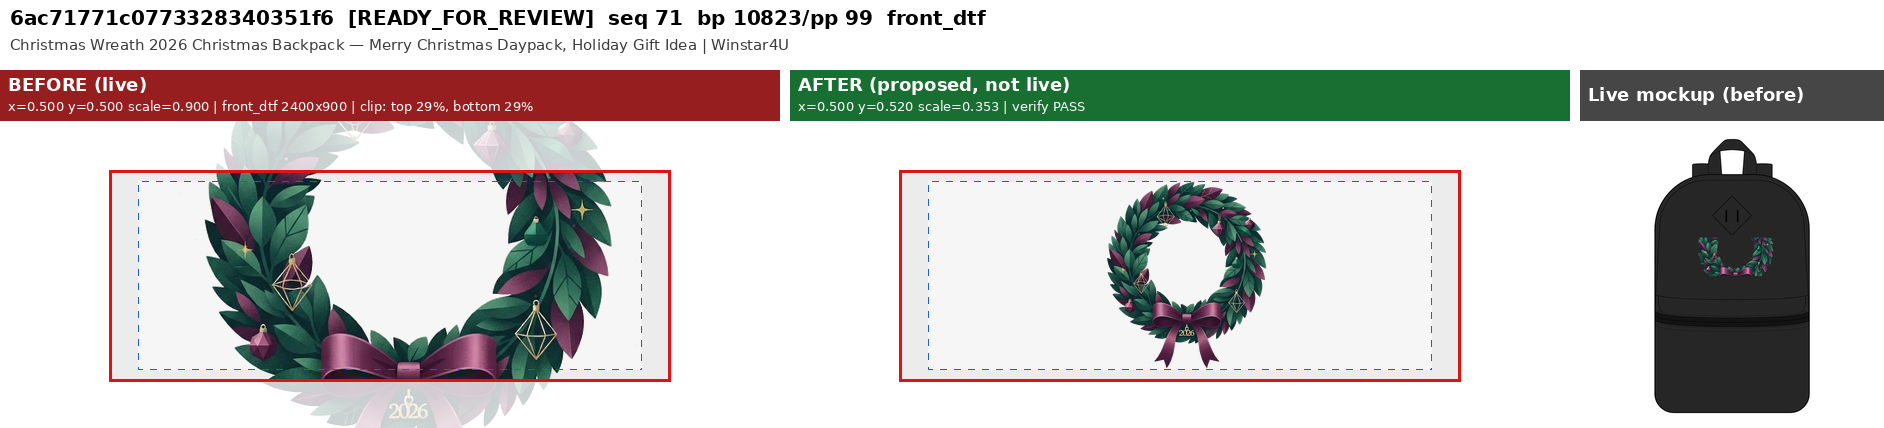 6ac71771c0773328340351f6  [READY_FOR_REVIEW]  seq 71  bp 10823/pp 99  front_dtf
Christmas Wreath 2026 Christmas Backpack — Merry Christmas Daypack, Holiday Gift Idea | Winstar4U
BEFORE (live)
x=0.500 y=0.500 scale=0.900 | front_dtf 2400x900 | clip: top 29%, bottom 29%
AFTER (proposed, not live)
x=0.500 y=0.520 scale=0.353 | verify PASS
Live mockup (before)
2026
2026